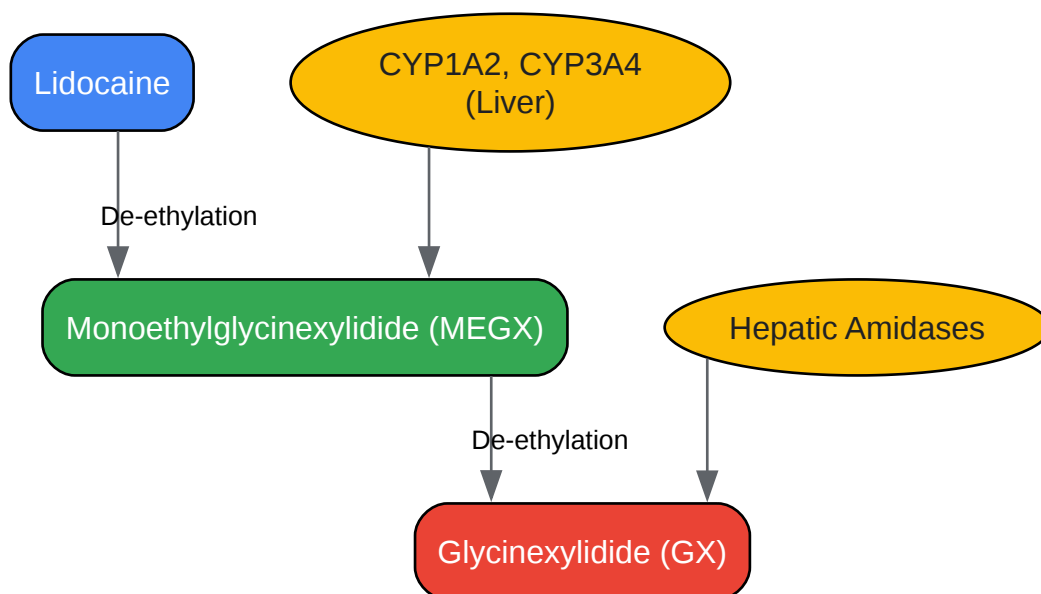 Lidocaine
CYP1A2, CYP3A4
(Liver)
De-ethylation
Monoethylglycinexylidide (MEGX)
Hepatic Amidases
De-ethylation
Glycinexylidide (GX)